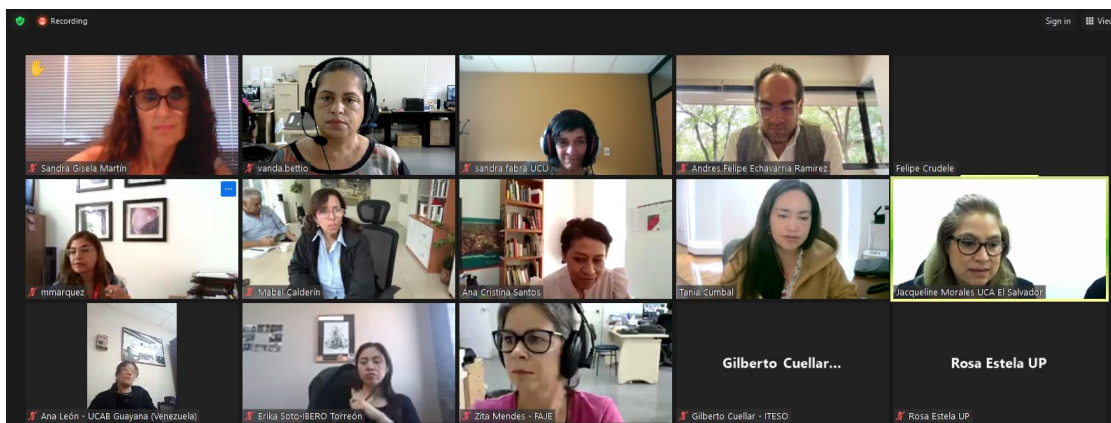 Recording
Sign in
View
Sandra Gisela Martín
vanda.bettio
sandra fabra UCU
Andres Felipe Echavarria Ramirez
Felipe Crudele
mmarquez
Mabel Calderín
Ana Cristina Santos
Tania Cumbal
Jacqueline Morales UCA El Salvador
Gilberto Cuellar...
Rosa Estela UP
Ana León - UCAB Guayana (Venezuela)
Erika Soto-IBERO Torreón
Zita Mendes - FAJE
Gilberto Cuellar - ITESO
Rosa Estela UP